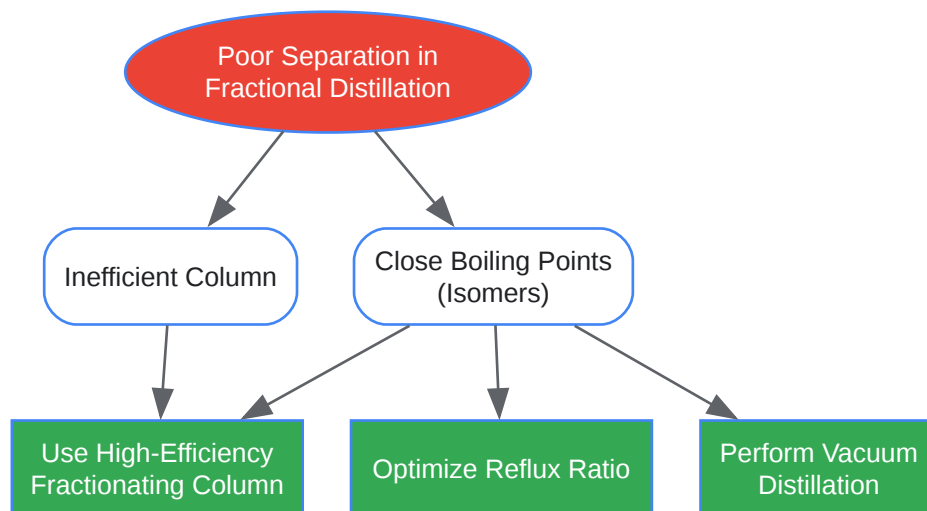 Poor Separation in
Fractional Distillation
Inefficient Column
Close Boiling Points
(Isomers)
Use High-Efficiency
Fractionating Column
Optimize Reflux Ratio
Perform Vacuum
Distillation